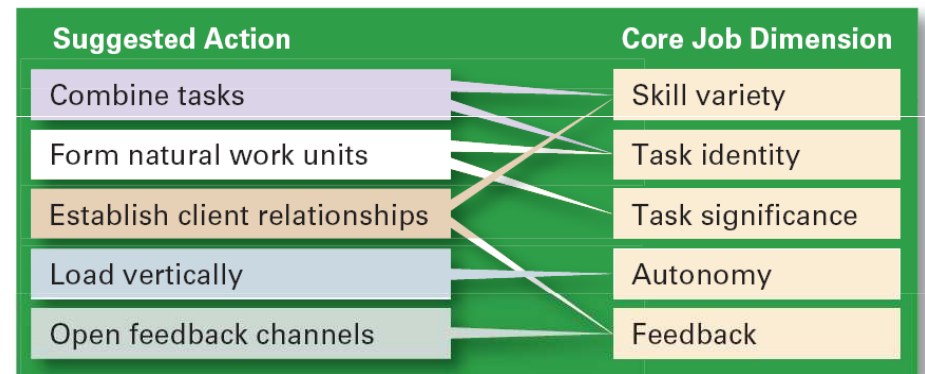 Suggested Action
Core Job Dimension
Combine tasks
Skill variety
Form natural work units
Task identity
Establish client relationships
Task significance
Load vertically
Autonomy
Open feedback channels
Feedback